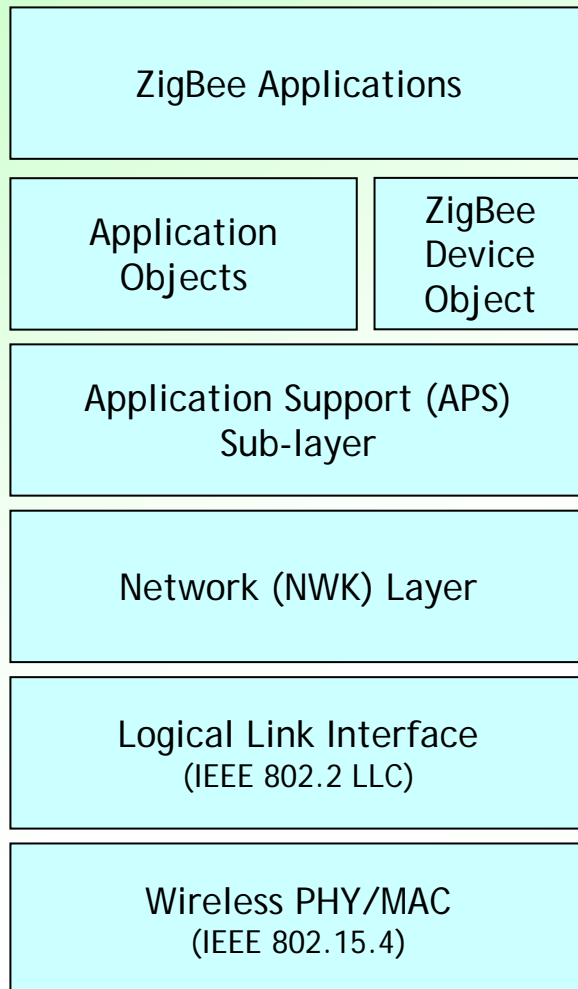 ZigBee Applications
Application
Objects
ZigBee
Device
Object
Application Support (APS)
Sub-layer
Network (NWK) Layer
Logical Link Interface
(IEEE 802.2 LLC)
Wireless PHY/MAC
(IEEE 802.15.4)